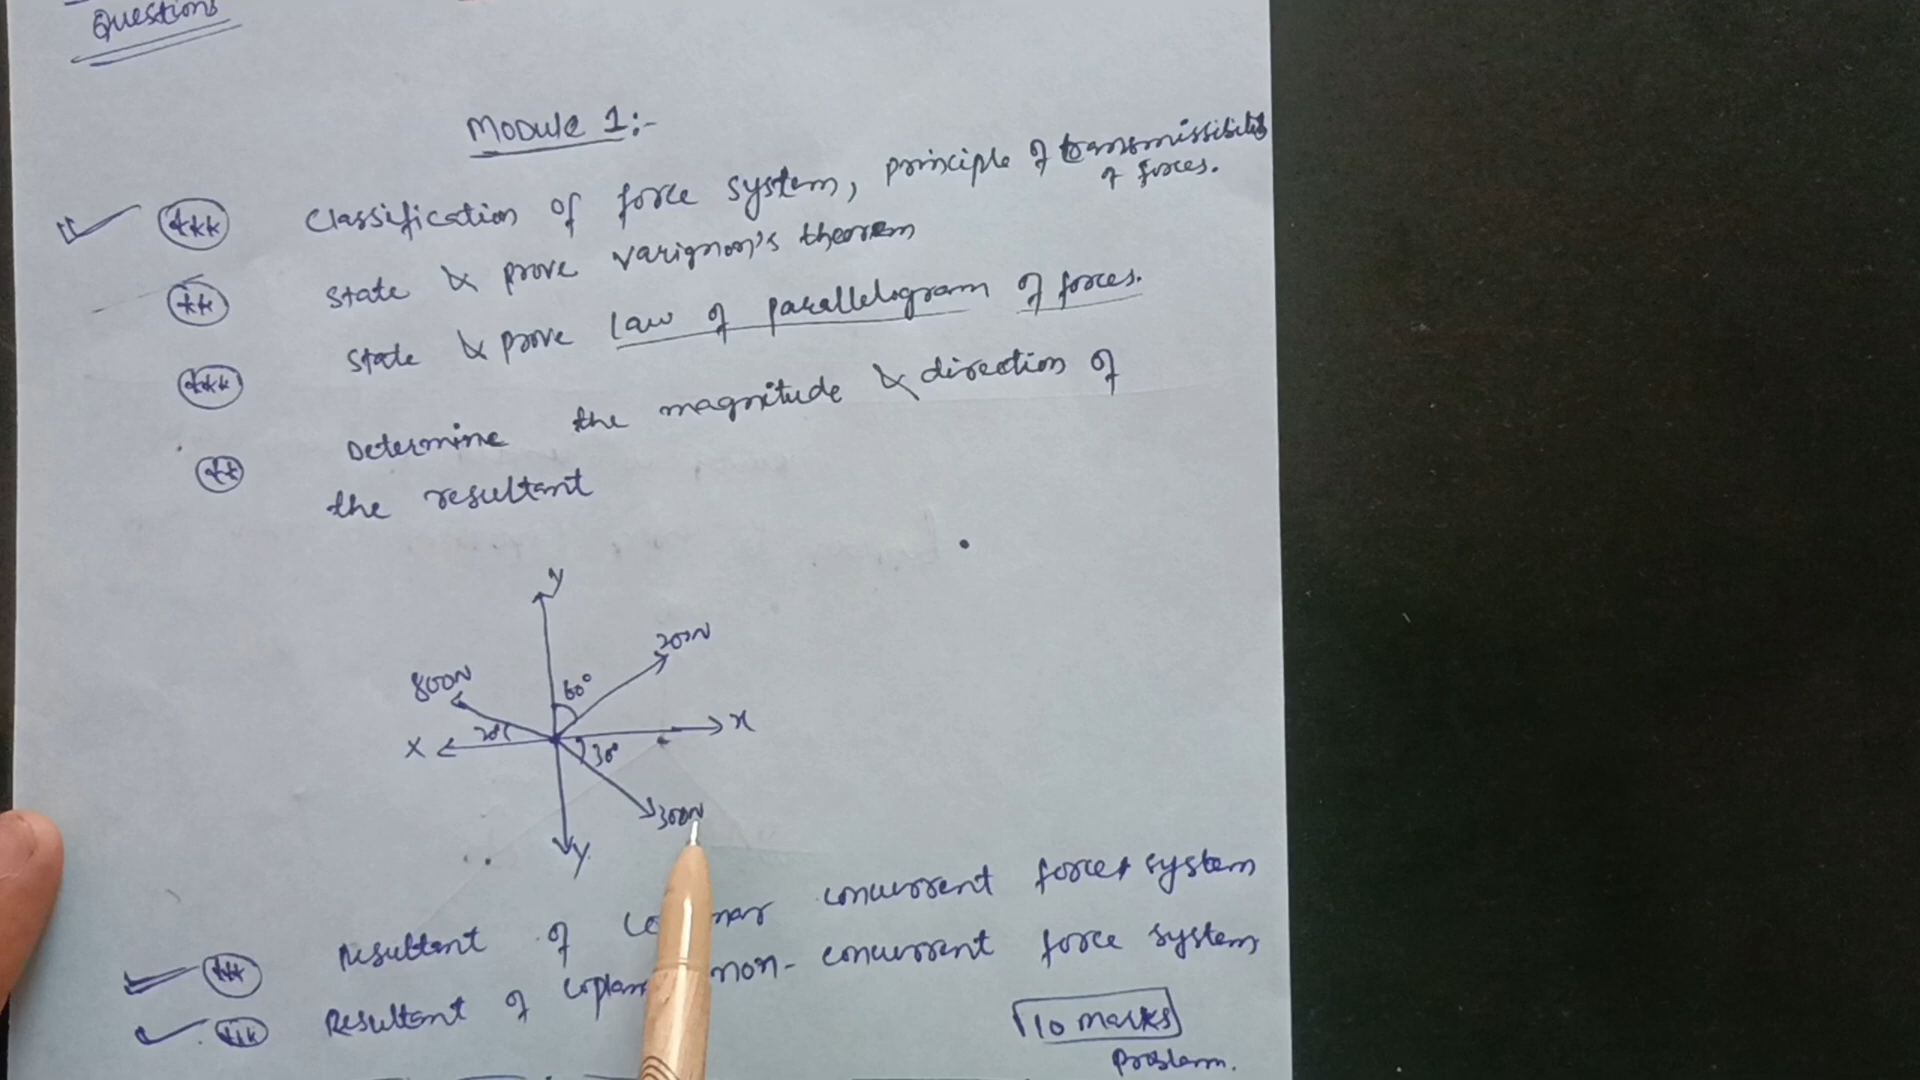 Questions
Module 1:-
*** Classification of force system, principle of transmissibility
of forces.
** State & prove varignon's theorem
*** State & prove law of parallelogram of forces.
** Determine the magnitude & direction of
the resultant
y
200N
800N
60°
x
20°
x
30°
300N
y
** Resultant of concurrent force system
*** Resultant of non-concurrent force system
10 marks
problem.